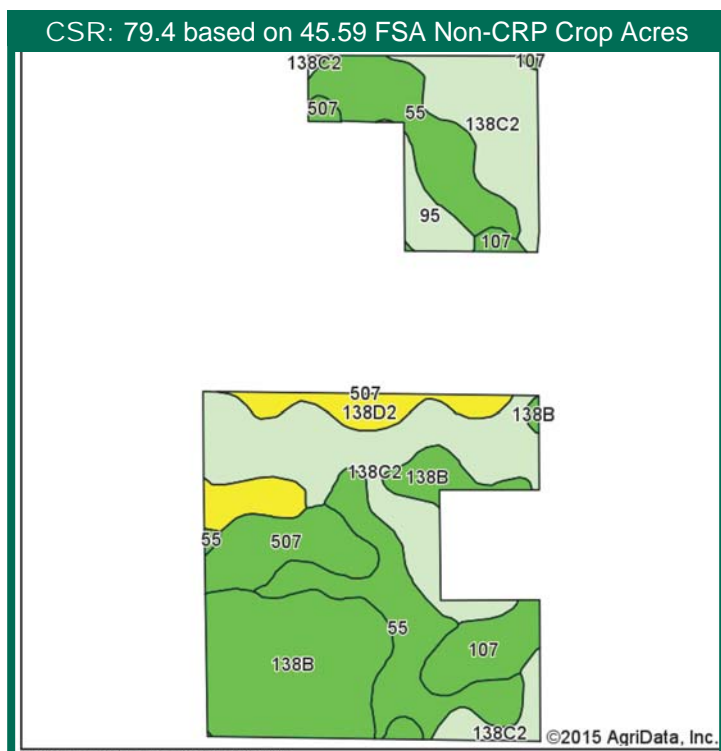 CSR: 79.4 based on 45.59 FSA Non-CRP Crop Acres
138C2
107
507
55
138C2
95
107
507
138D2
138B
138C2
138B
55
507
55
138B
107
138C2
©2015 AgriData, Inc.